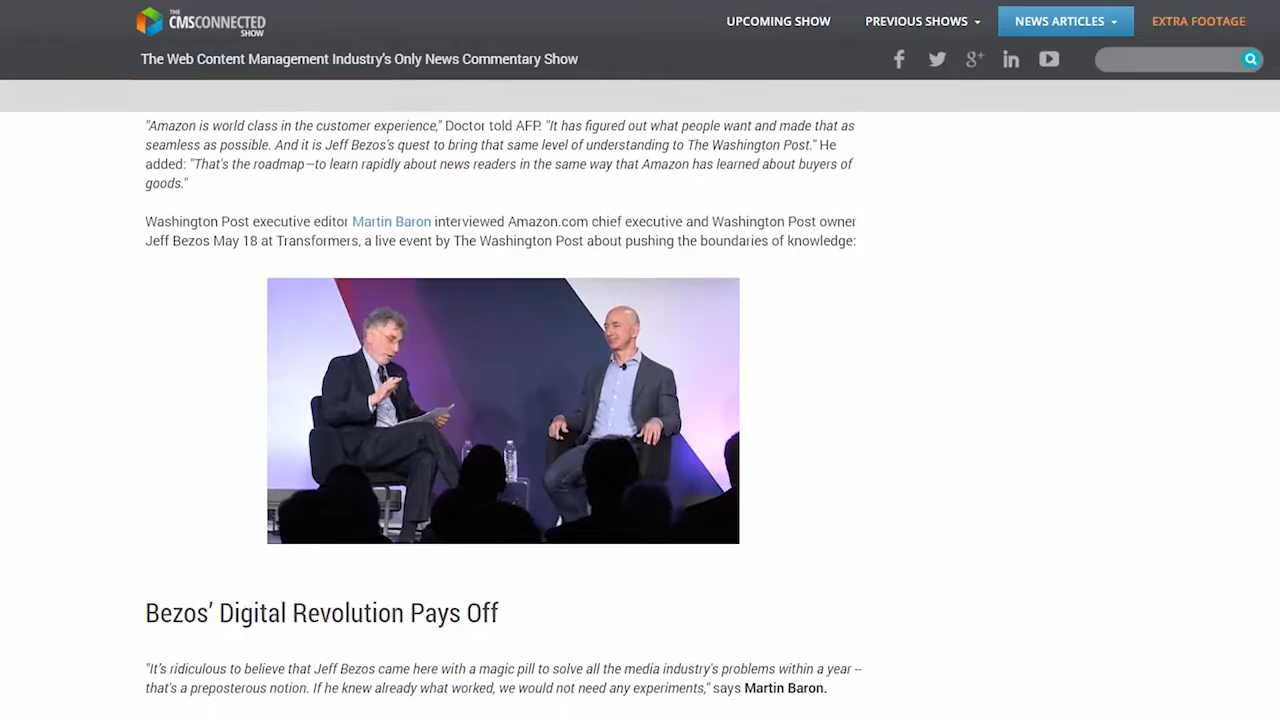 THE
CMSCONNECTED
SHOW
UPCOMING SHOW
PREVIOUS SHOWS
NEWS ARTICLES
EXTRA FOOTAGE
The Web Content Management Industry's Only News Commentary Show
"Amazon is world class in the customer experience," Doctor told AFP. "It has figured out what people want and made that as
seamless as possible. And it is Jeff Bezos's quest to bring that same level of understanding to The Washington Post." He
added: "That's the roadmap—to learn rapidly about news readers in the same way that Amazon has learned about buyers of
goods."
Washington Post executive editor Martin Baron interviewed Amazon.com chief executive and Washington Post owner
Jeff Bezos May 18 at Transformers, a live event by The Washington Post about pushing the boundaries of knowledge:
Bezos’ Digital Revolution Pays Off
"It's ridiculous to believe that Jeff Bezos came here with a magic pill to solve all the media industry's problems within a year --
that's a preposterous notion. If he knew already what worked, we would not need any experiments," says Martin Baron.